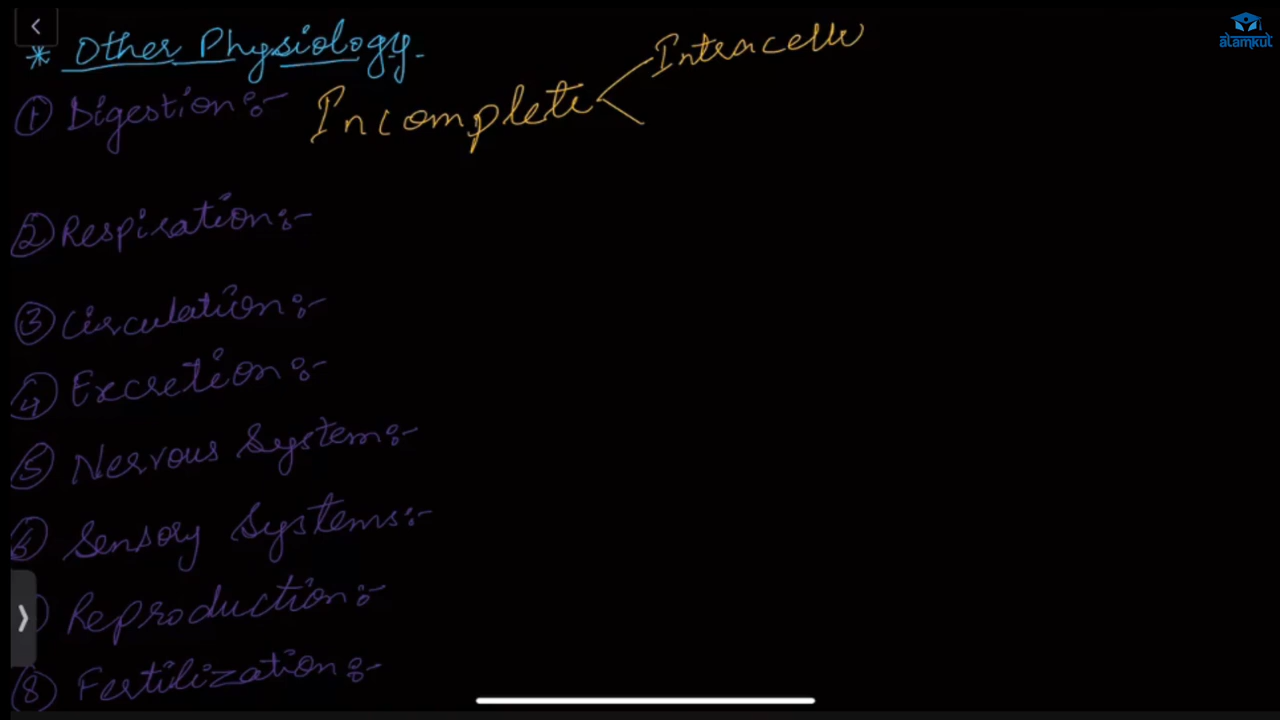 * Other Physiology.
alamkut
① Digestion:- Incomplete Intracellu
② Respiration:-
③ Circulation:-
④ Excretion:-
⑤ Nervous System:-
⑥ Sensory Systems:-
Reproduction:-
⑧ Fertilization:-